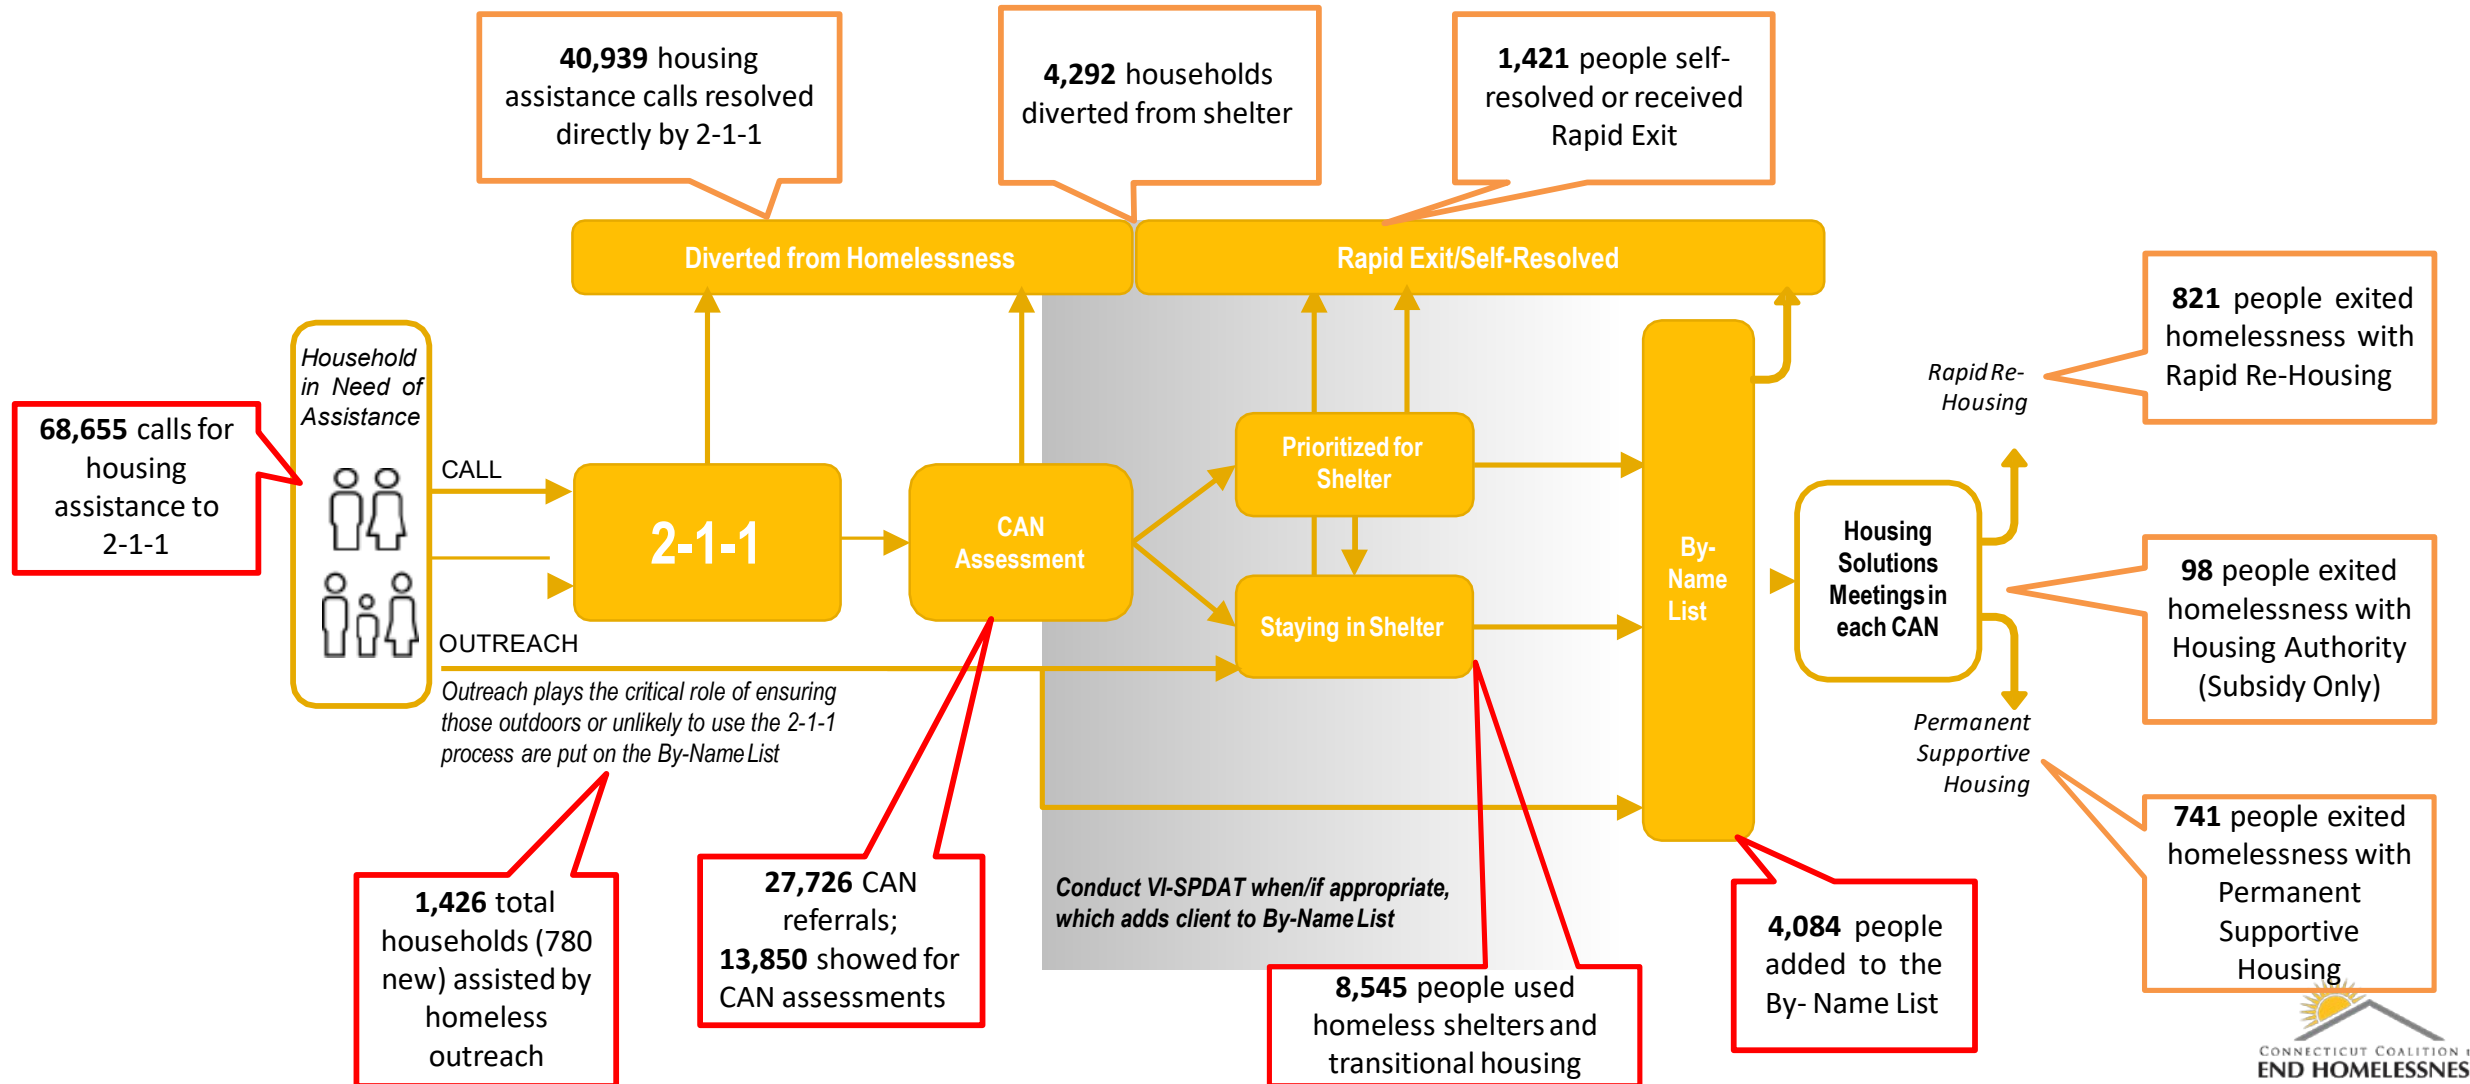 40,939 housing
assistance calls resolved
directly by 2-1-1
4,292 households
diverted from shelter
1,421 people self-
resolved or received
Rapid Exit
Diverted from Homelessness
Rapid Exit/Self-Resolved
821 people exited
homelessness with
Rapid Re-Housing
Household
in Need of
Assistance
68,655 calls for
housing
assistance to
2-1-1
CALL
2-1-1
CAN
Assessment
Prioritized for
Shelter
Staying in Shelter
By-
Name
List
Housing
Solutions
Meetings in
each CAN
Rapid Re-
Housing
98 people exited
homelessness with
Housing Authority
(Subsidy Only)
Permanent
Supportive
Housing
OUTREACH
Outreach plays the critical role of ensuring
those outdoors or unlikely to use the 2-1-1
process are put on the By-Name List
1,426 total
households (780
new) assisted by
homeless
outreach
27,726 CAN
referrals;
13,850 showed for
CAN assessments
Conduct VI-SPDAT when/if appropriate,
which adds client to By-Name List
8,545 people used
homeless shelters and
transitional housing
4,084 people
added to the
By- Name List
741 people exited
homelessness with
Permanent
Supportive
Housing
CONNECTICUT COALITION
END HOMELESSNES